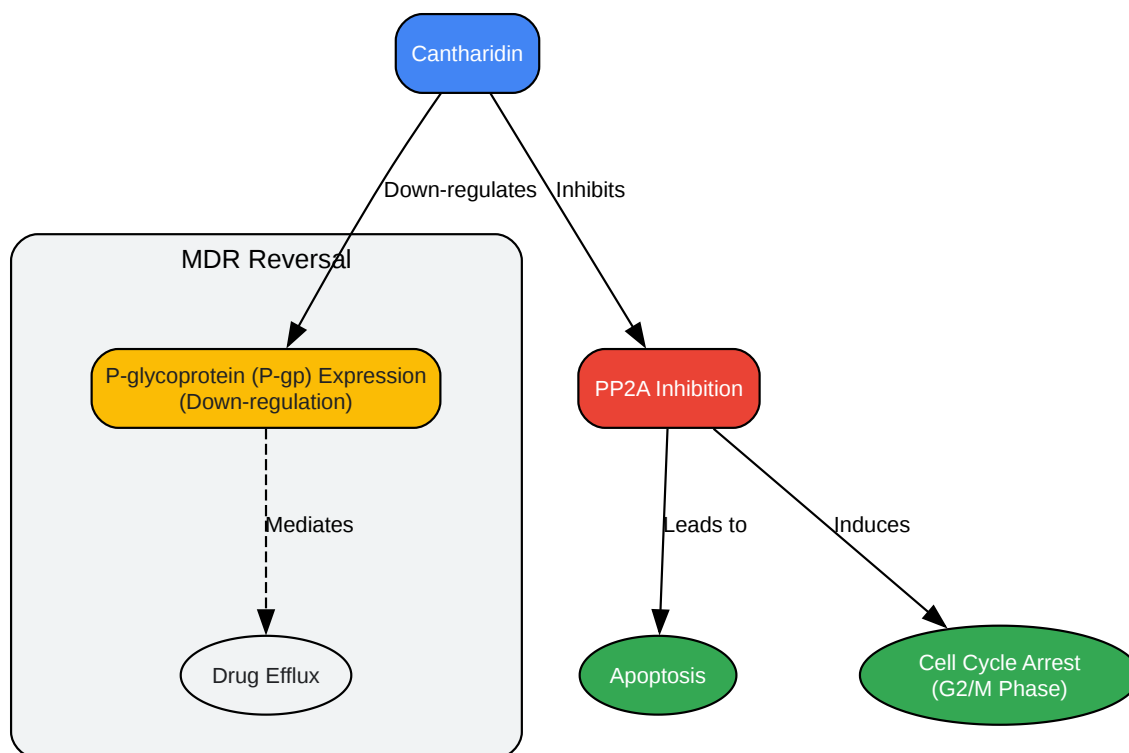 Cantharidin
Down-regulates
Inhibits
MDR Reversal
P-glycoprotein (P-gp) Expression
(Down-regulation)
PP2A Inhibition
Mediates
Leads to
Induces
Drug Efflux
Apoptosis
Cell Cycle Arrest
(G2/M Phase)